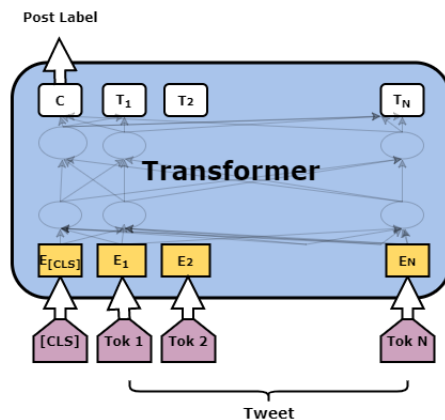 Post Label
C T1 T2 TN
Transformer
E[CLS] E1 E2 EN
[CLS] Tok 1 Tok 2 Tok N
Tweet